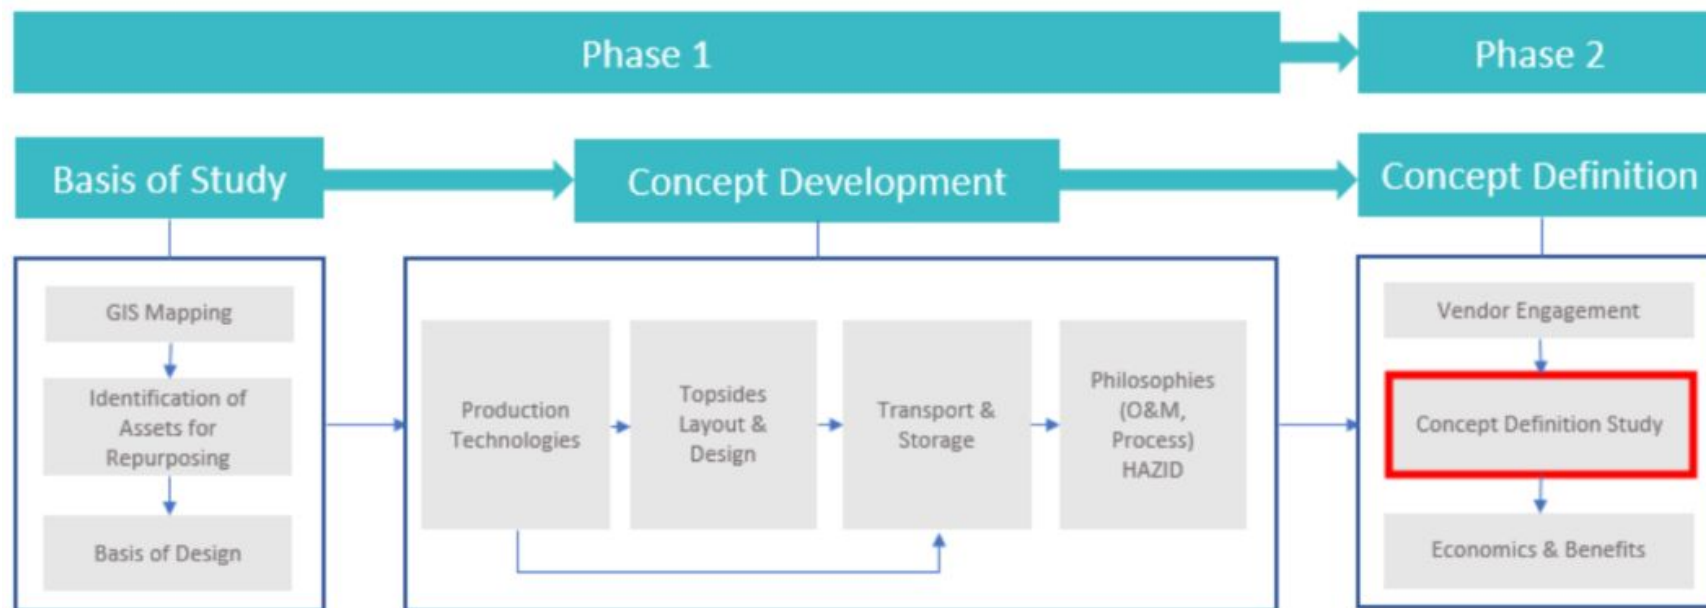 Phase 1
Phase 2
Basis of Study
Concept Development
Concept Definition
GIS Mapping
Identification of
Assets for
Repurposing
Basis of Design
Production
Technologies
Topsides
Layout &
Design
Transport &
Storage
Philosophies
(O&M,
Process)
HAZID
Vendor Engagement
Concept Definition Study
Economics & Benefits